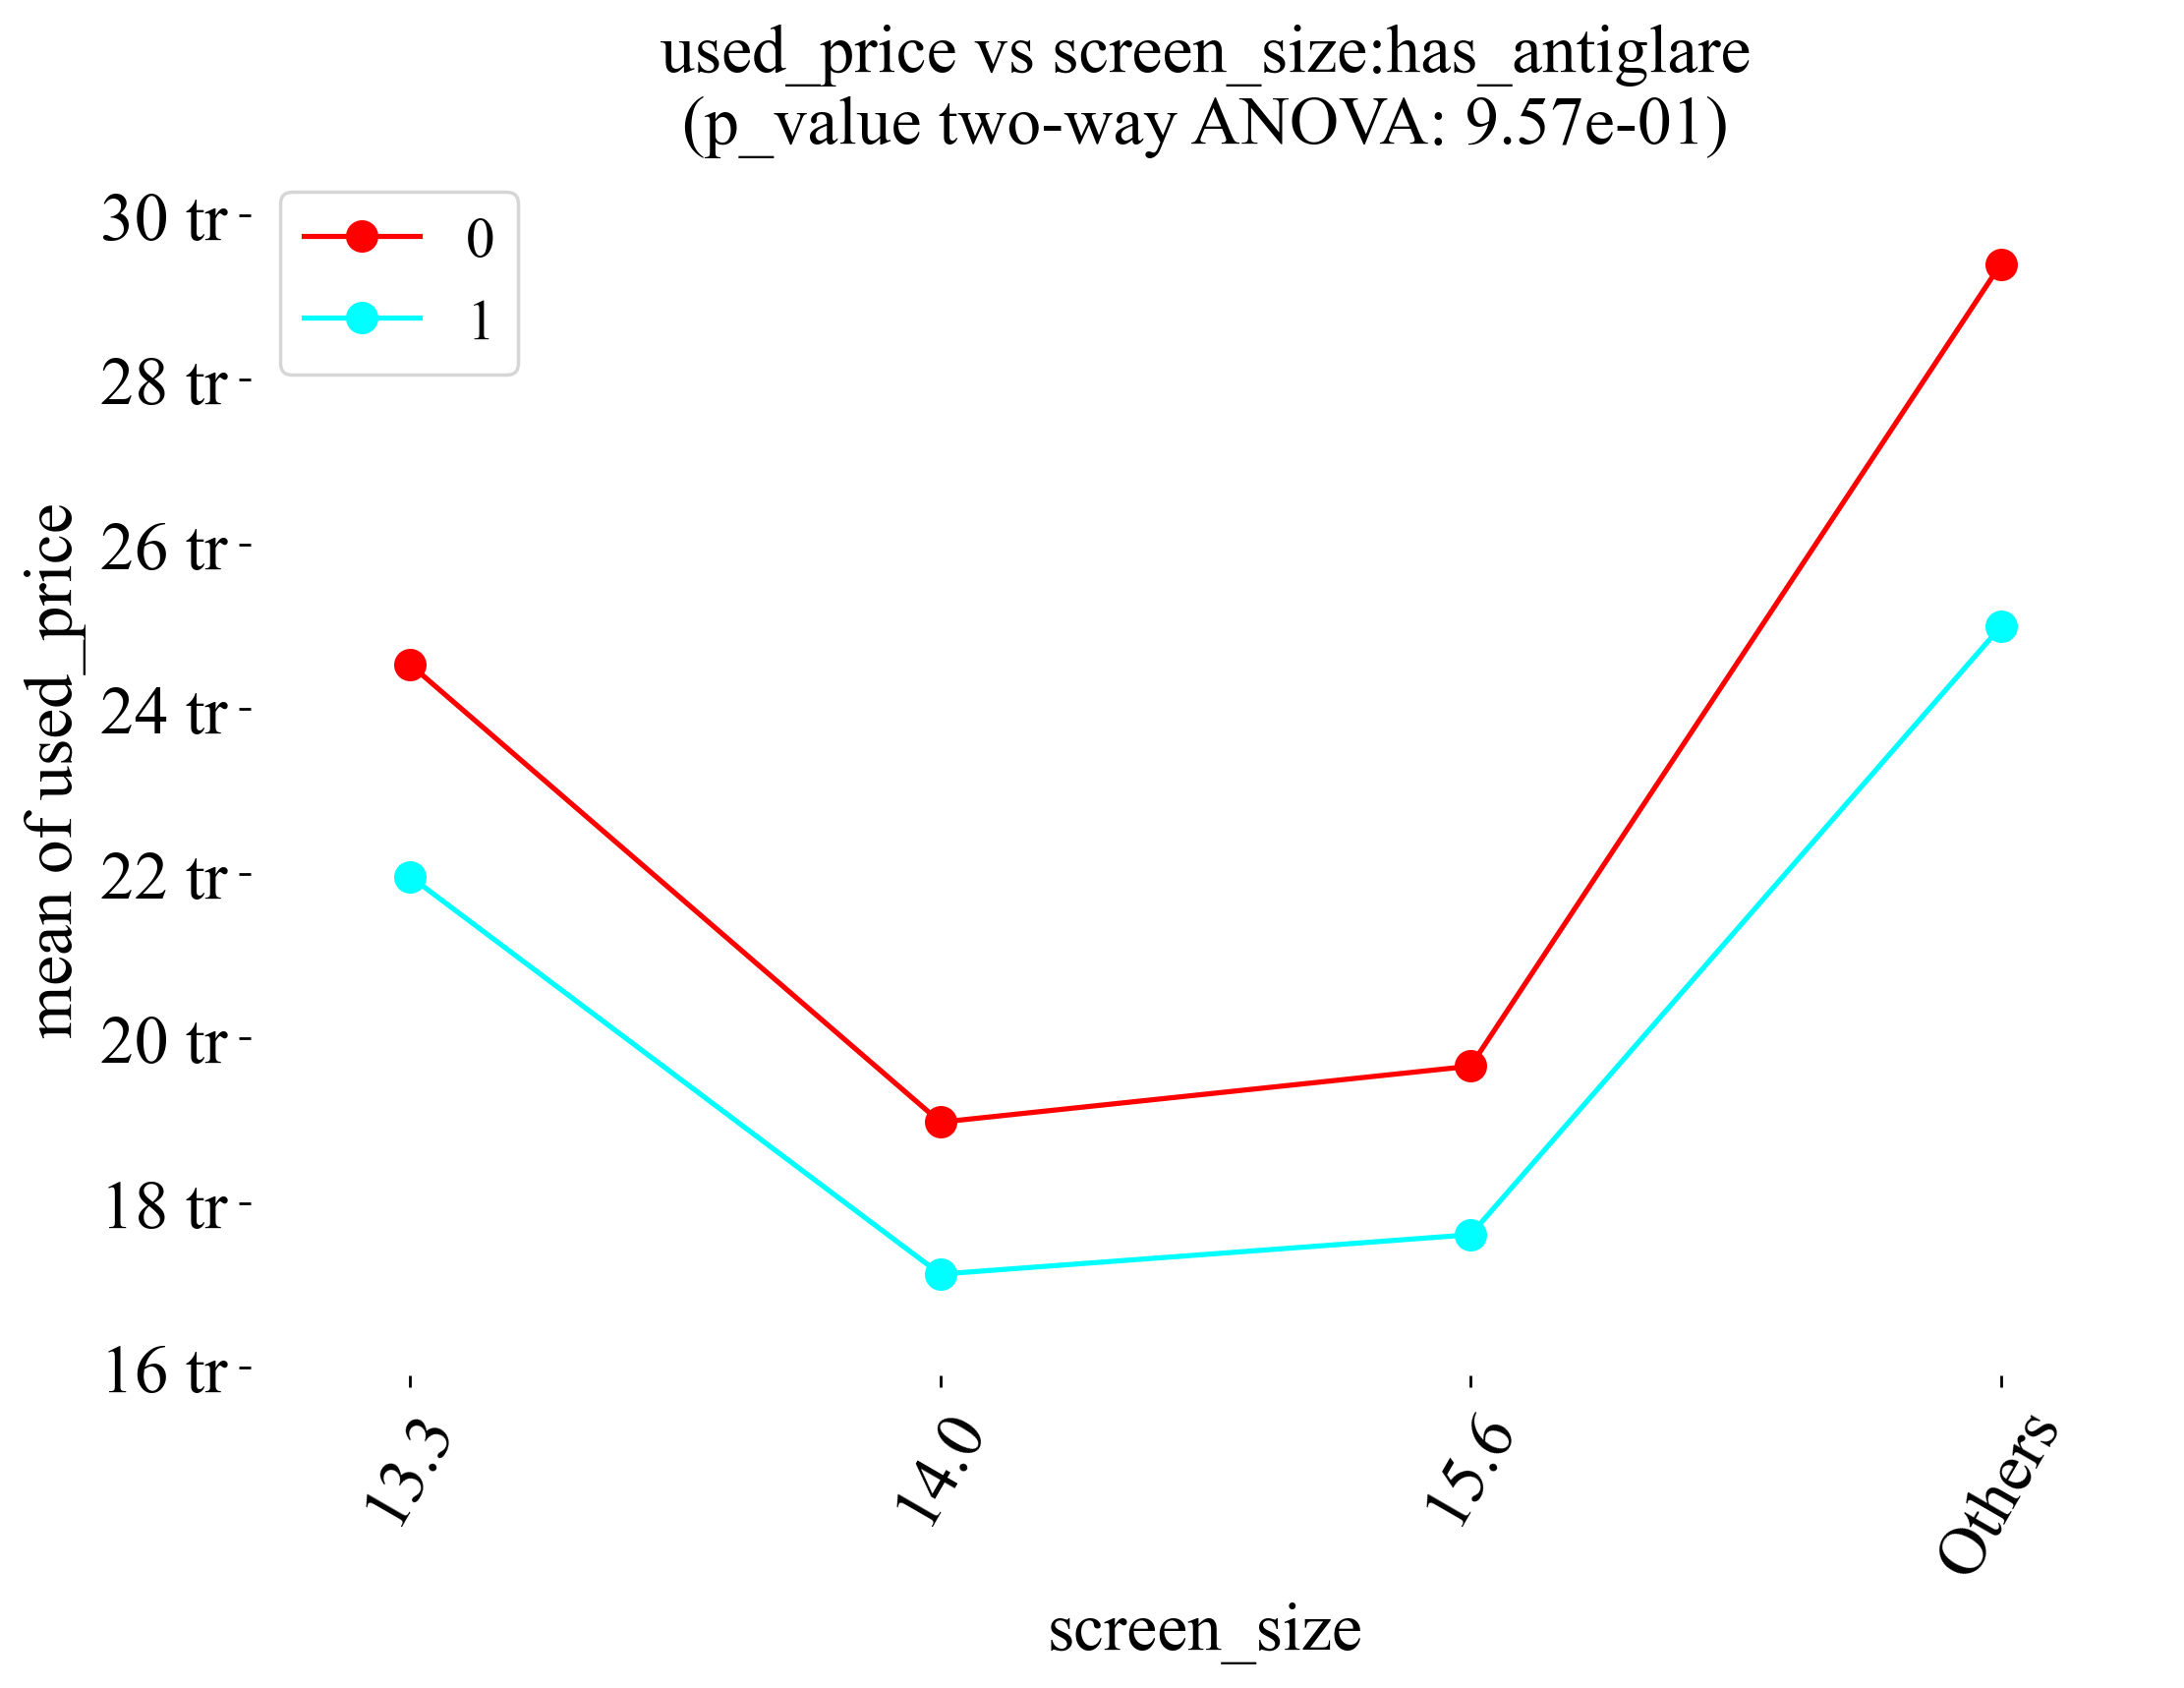 used_price vs screen_size:has_antiglare
(p_value two-way ANOVA: 9.57e-01)
0
1
30 tr
28 tr
26 tr
24 tr
22 tr
20 tr
18 tr
16 tr
mean of used_price
13.3
14.0
15.6
Others
screen_size